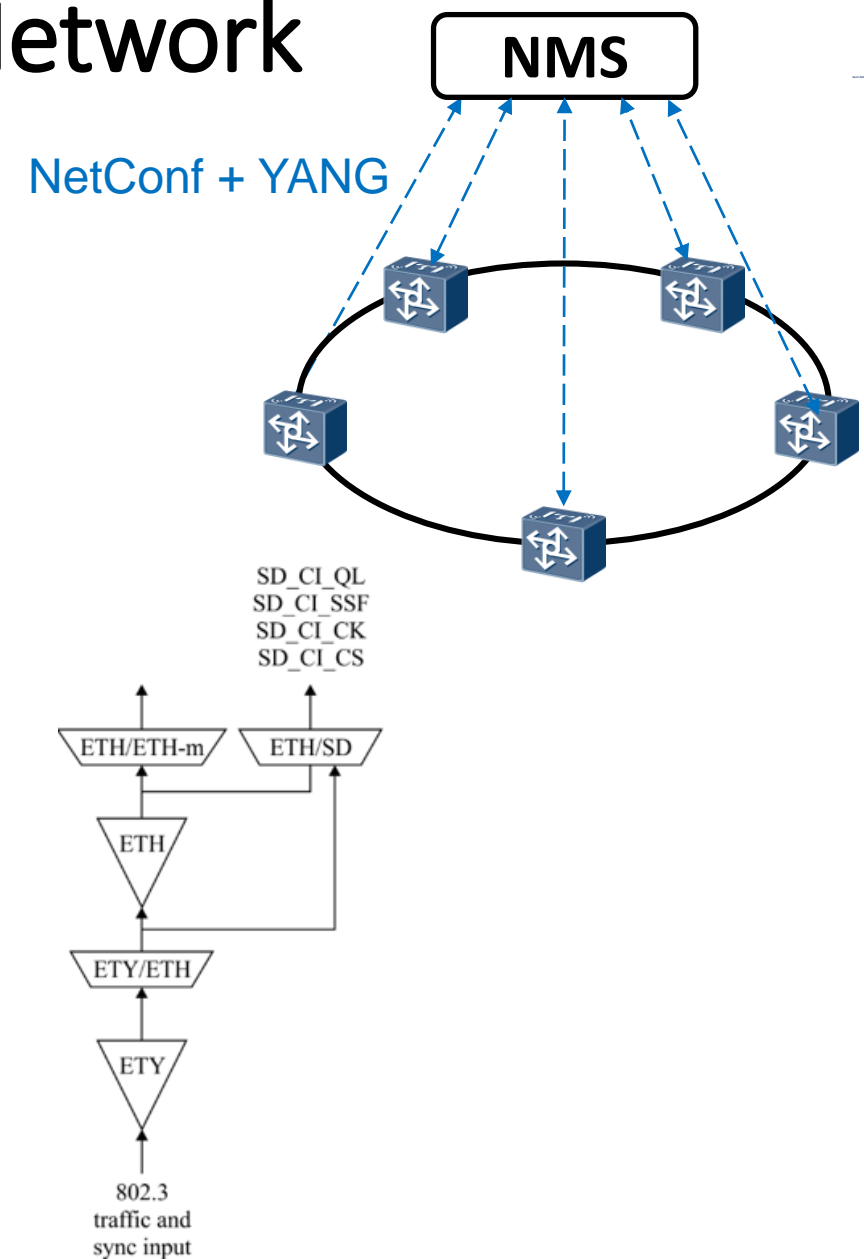 Network
NMS
NetConf + YANG
SD_CI_QL
SD_CI_SSF
SD_CI_CK
SD_CI_CS
ETH/ETH-m
ETH/SD
ETH
ETY/ETH
ETY
802.3
traffic and
sync input